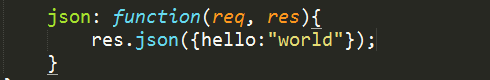 json: function(req, res){
res.json({hello:"world"});
}